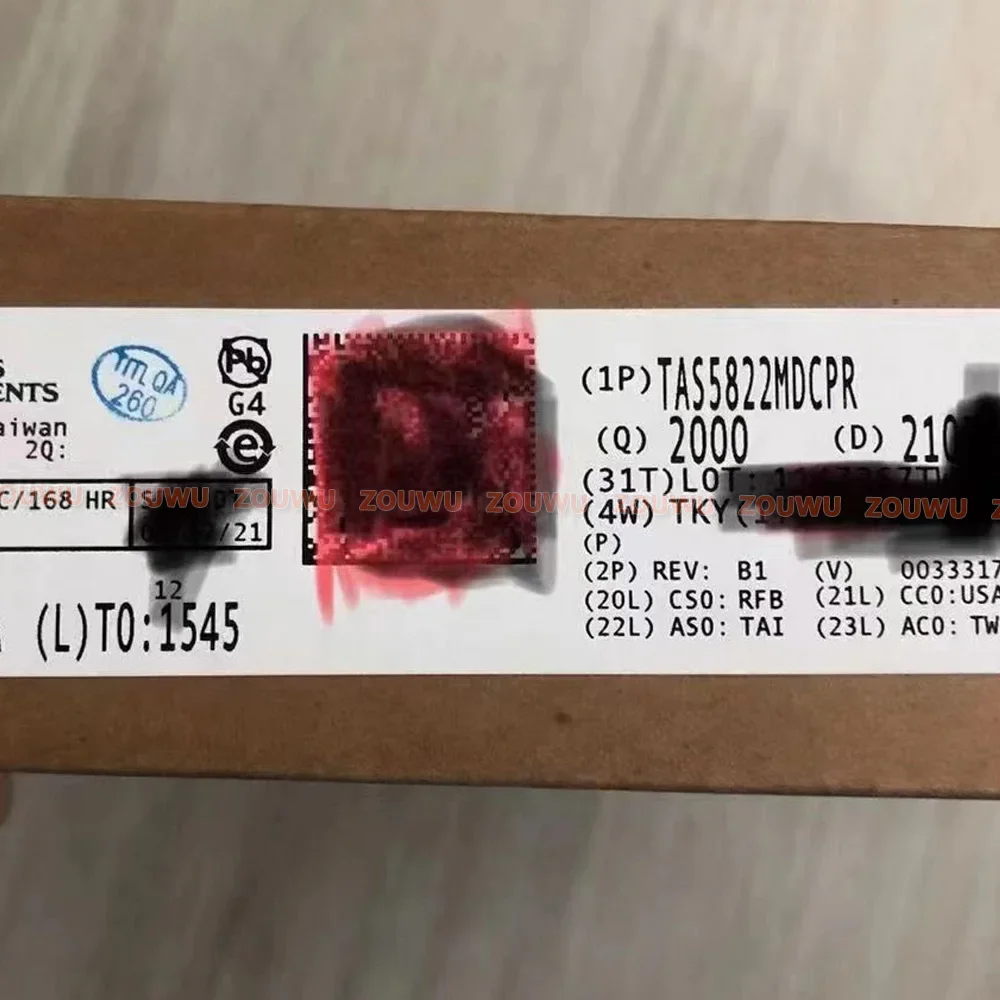 ENTS
aiwan
2Q:
C/168 HR
/21
12
(L)TO:1545
TM QA
260
Pb
G4
e
(1P) TAS5822MDCPR
(Q) 2000 (D) 210
(31T)LOT:
(4W) TKY
(P)
(2P) REV: B1 (V) 0033317
(20L) CSO: RFB (21L) CCO:USA
(22L) ASO: TAI (23L) ACO: TW
ZOUWU ZOUWU ZOUWU ZOUWU ZOUWU ZOUWU